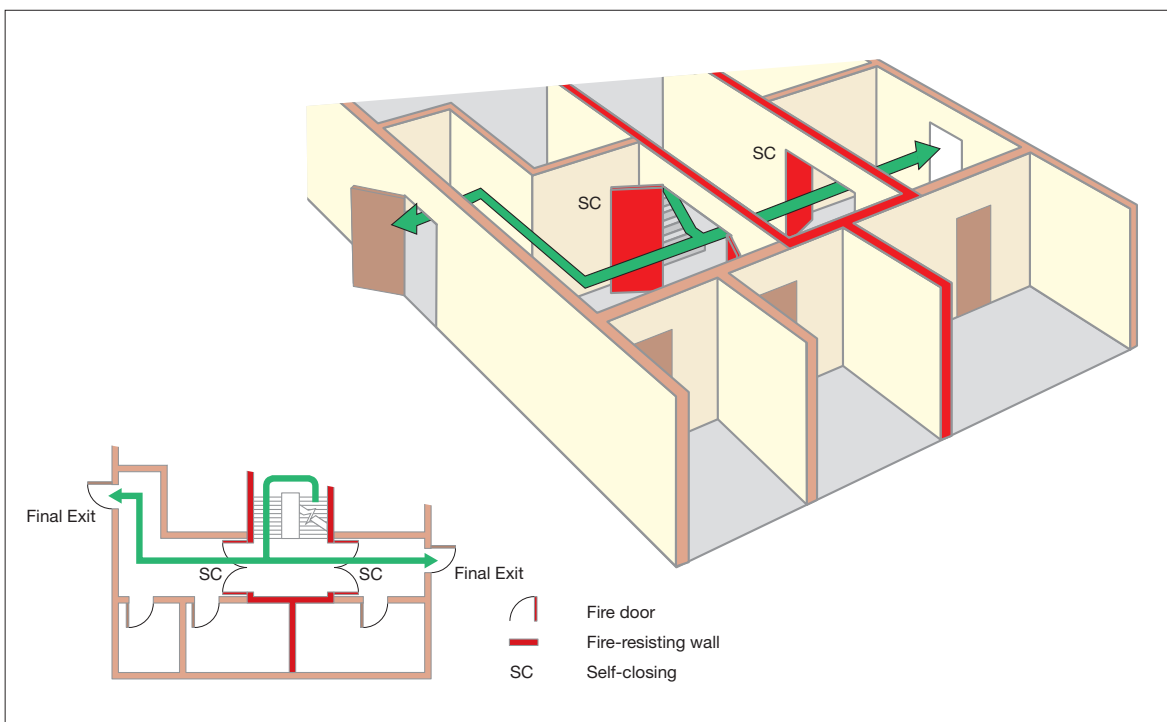 SC
SC
Final Exit
SC
SC
Final Exit
Fire door
Fire-resisting wall
SC
Self-closing